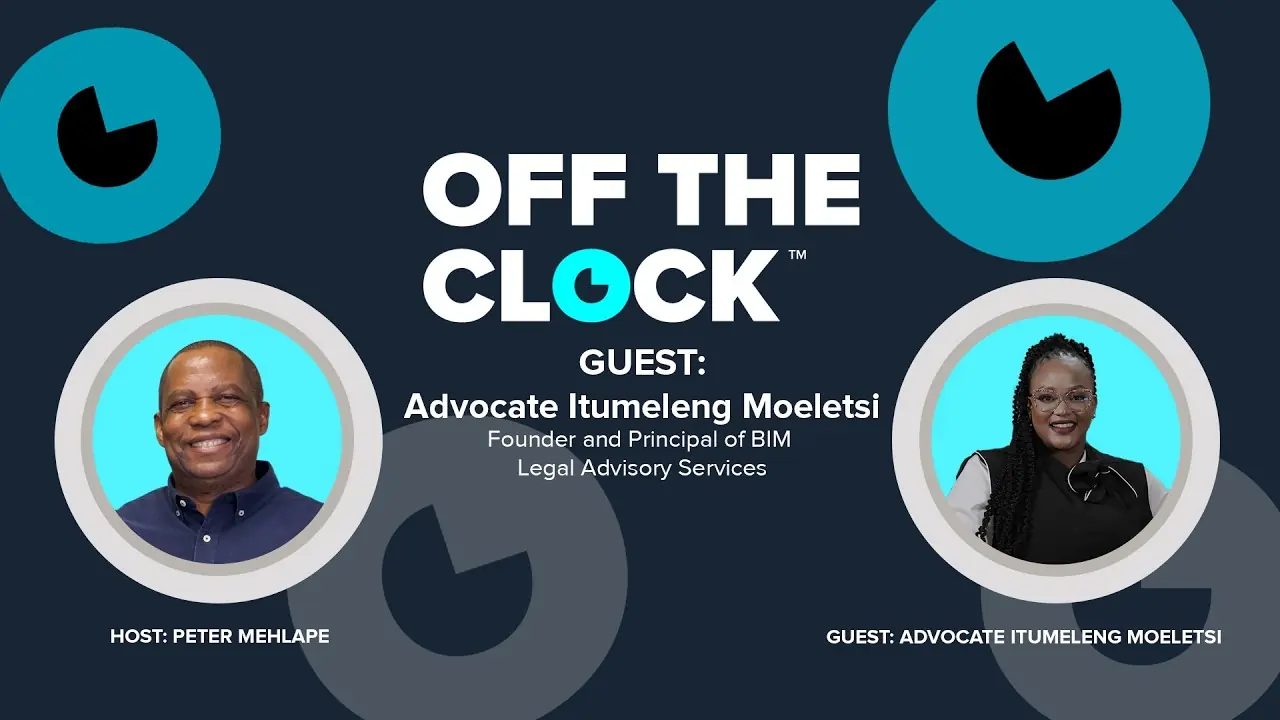 OFF THE
CLOCK™
GUEST:
Advocate Itumeleng Moeletsi
Founder and Principal of BIM
Legal Advisory Services
HOST: PETER MEHLAPE
GUEST: ADVOCATE ITUMELENG MOELETSI